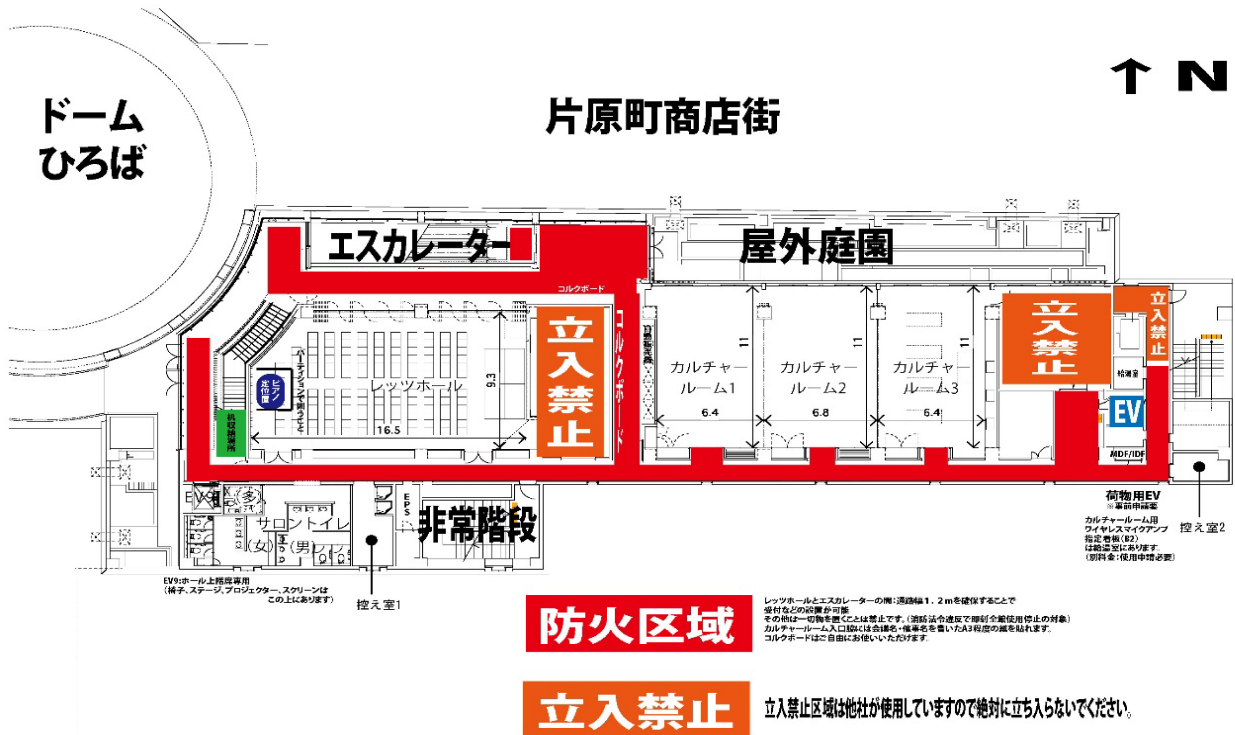 ドーム
ひろば
片原町商店街
↑ N
エスカレーター
屋外庭園
コルクボード
コルクボード
立入禁止
立入禁止
立入禁止
カルチャー
ルーム1
カルチャー
ルーム2
カルチャー
ルーム3
11
11
11
6.4
6.8
6.4
レッツホール
9.3
16.5
パーテイションで囲うこと
ピアノ
定位置
机収納場所
給湯室
EV
MDF/IDF
EV9
(多)
サロントイレ
(女)
(男)
EPS
非常階段
控え室1
控え室2
荷物用EV
※事前申請要
カルチャールーム用
ワイヤレスマイクアンプ
指定看板(B2)
は給湯室にあります。
(別料金:使用申請必要)
EV9:ホール上階席専用
(椅子、ステージ、プロジェクター、スクリーンは
この上にあります)
防火区域
レッツホールとエスカレーターの間:通路幅1.2mを確保することで
受付などの設置が可能
その他は一切物を置くことは禁止です。(消防法令違反で即刻全館使用停止の対象)
カルチャールーム入口脇には会議名・催事名を書いたA3程度の紙を貼れます。
コルクボードはご自由にお使いいただけます。
立入禁止
立入禁止区域は他社が使用していますので絶対に立ち入らないでください。